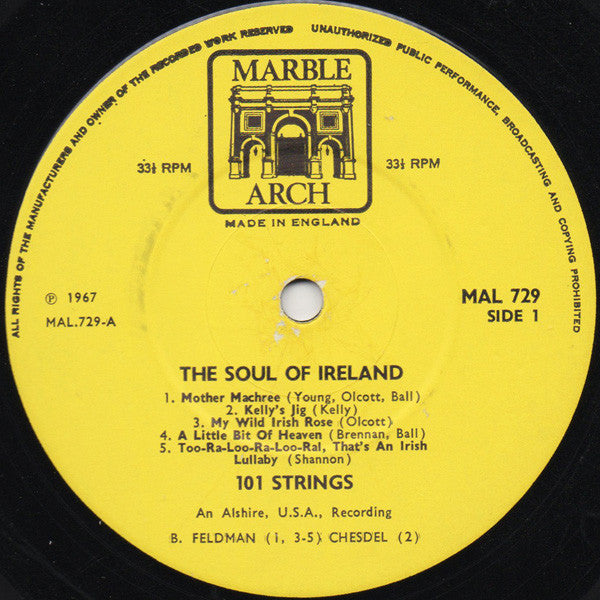 ALL RIGHTS OF THE MANUFACTURERS AND OWNER OF THE RECORDED WORK RESERVED
UNAUTHORIZED PUBLIC PERFORMANCE, BROADCASTING AND COPYING PROHIBITED
MARBLE
ARCH
33⅓ RPM
33⅓ RPM
MADE IN ENGLAND
℗ 1967
MAL.729-A
MAL 729
SIDE 1
THE SOUL OF IRELAND
1. Mother Machree (Young, Olcott, Ball)
2. Kelly's Jig (Kelly)
3. My Wild Irish Rose (Olcott)
4. A Little Bit Of Heaven (Brennan, Ball)
5. Too-Ra-Loo-Ra-Loo-Ral, That's An Irish
Lullaby (Shannon)
101 STRINGS
An Alshire, U.S.A., Recording
B. FELDMAN (1, 3-5) CHESDEL (2)